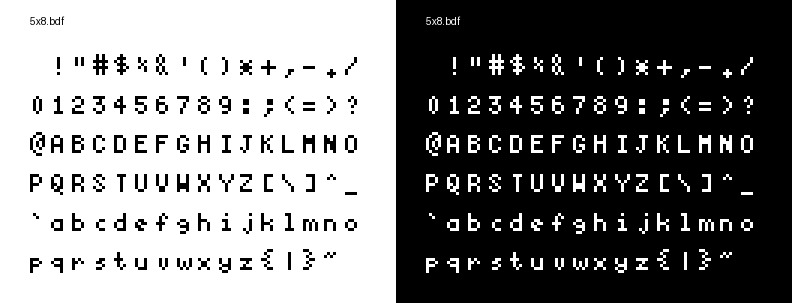 5x8.bdf
 !"#$%&'()*+,-./
0123456789:;<=>?
@ABCDEFGHIJKLMNO
PQRSTUVWXYZ[\]^_
`abcdefghijklmno
pqrstuvwxyz{|}~
5x8.bdf
 !"#$%&'()*+,-./
0123456789:;<=>?
@ABCDEFGHIJKLMNO
PQRSTUVWXYZ[\]^_
`abcdefghijklmno
pqrstuvwxyz{|}~